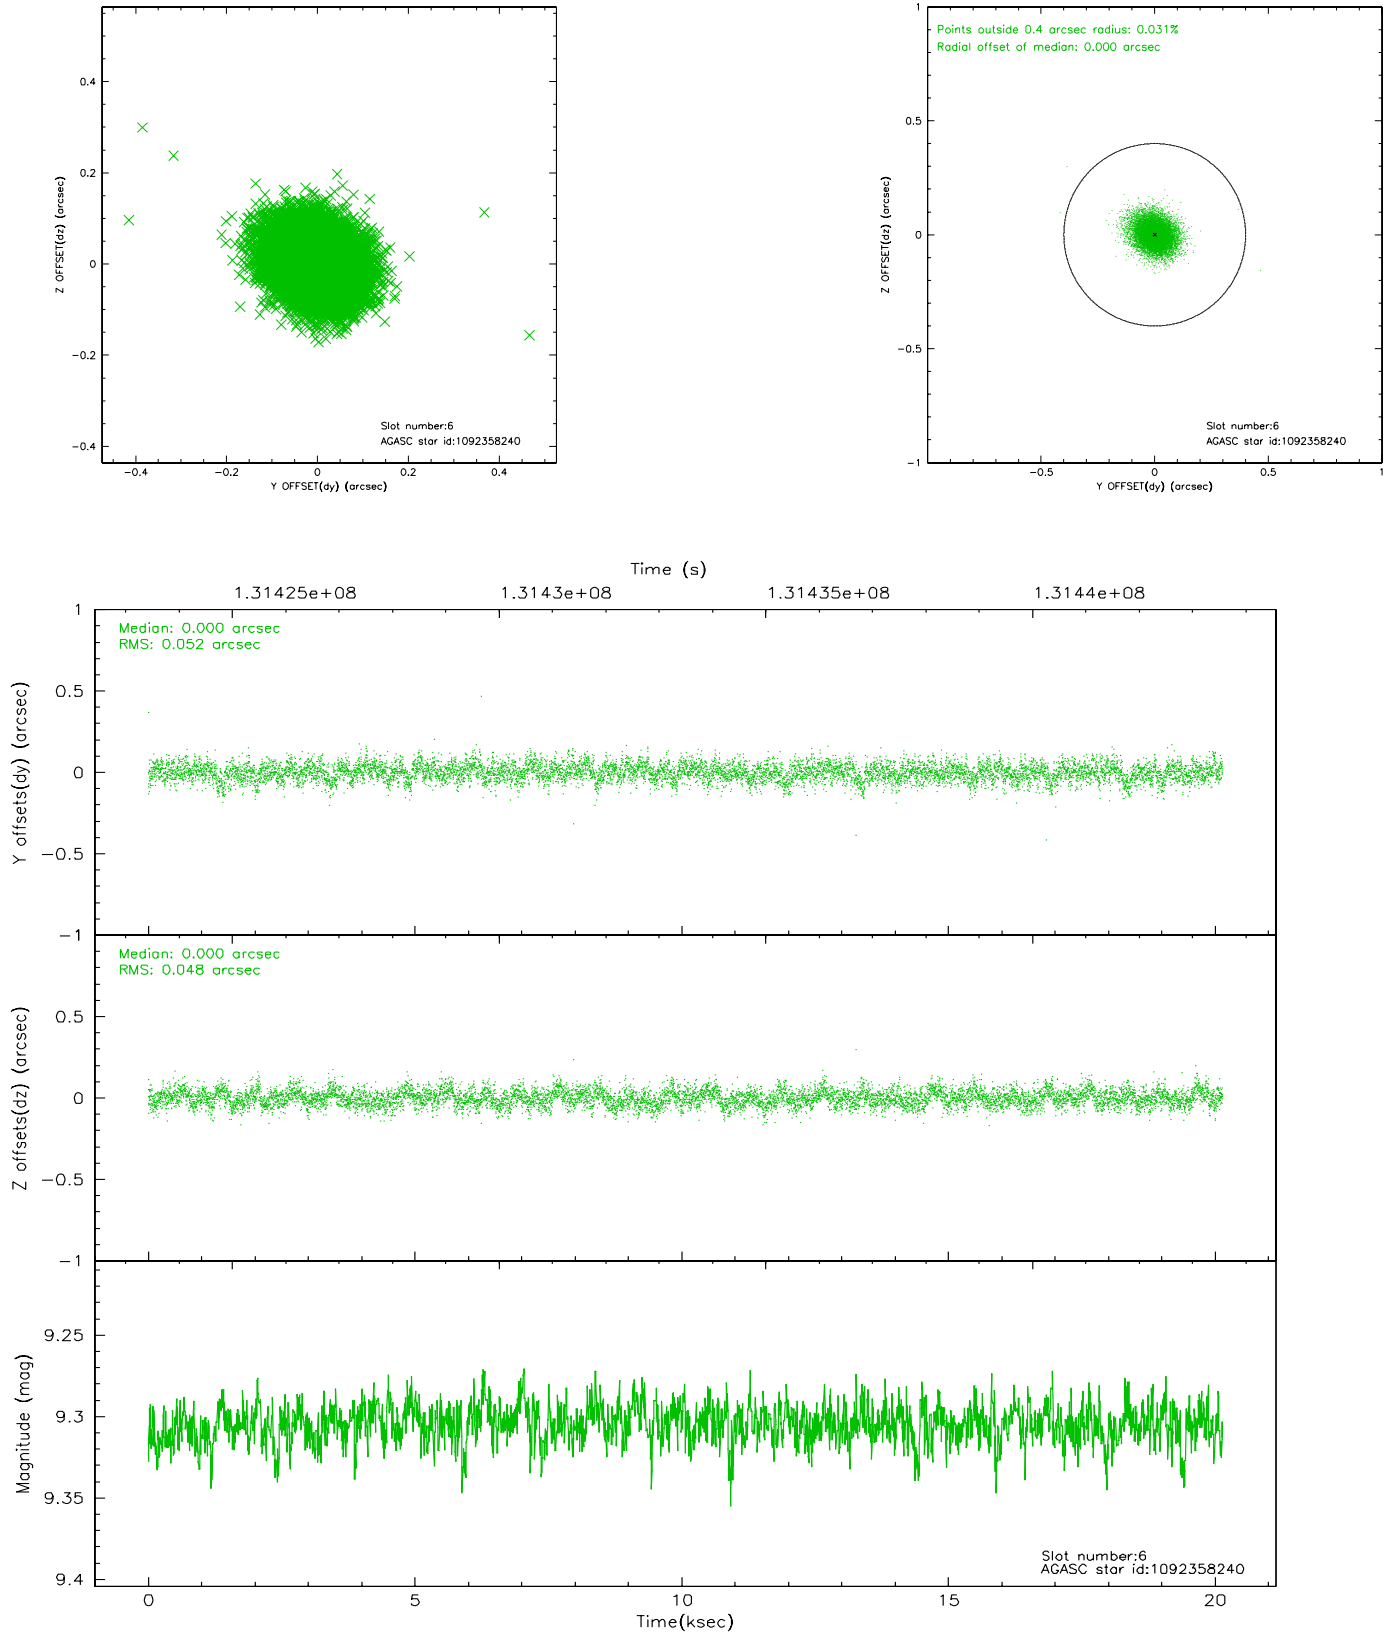 0.4
0.2
0
−0.2
−0.4
Z OFFSET(dz) (arcsec)
Slot number:6
AGASC star id:1092358240
−0.4 −0.2 0 0.2 0.4
Y OFFSET(dy) (arcsec)
1
0.5
0
−0.5
−1
Z OFFSET(dz) (arcsec)
Points outside 0.4 arcsec radius: 0.031%
Radial offset of median: 0.000 arcsec
Slot number:6
AGASC star id:1092358240
−0.5 0 0.5 1
Y OFFSET(dy) (arcsec)
Time (s)
1.31425e+08 1.3143e+08 1.31435e+08 1.3144e+08
1
0.5
0
−0.5
−1
Y offsets(dy) (arcsec)
Median: 0.000 arcsec
RMS: 0.052 arcsec
0.5
0
−0.5
−1
Z offsets(dz) (arcsec)
Median: 0.000 arcsec
RMS: 0.048 arcsec
9.25
9.3
9.35
9.4
Magnitude (mag)
Slot number:6
AGASC star id:1092358240
0 5 10 15 20
Time(ksec)